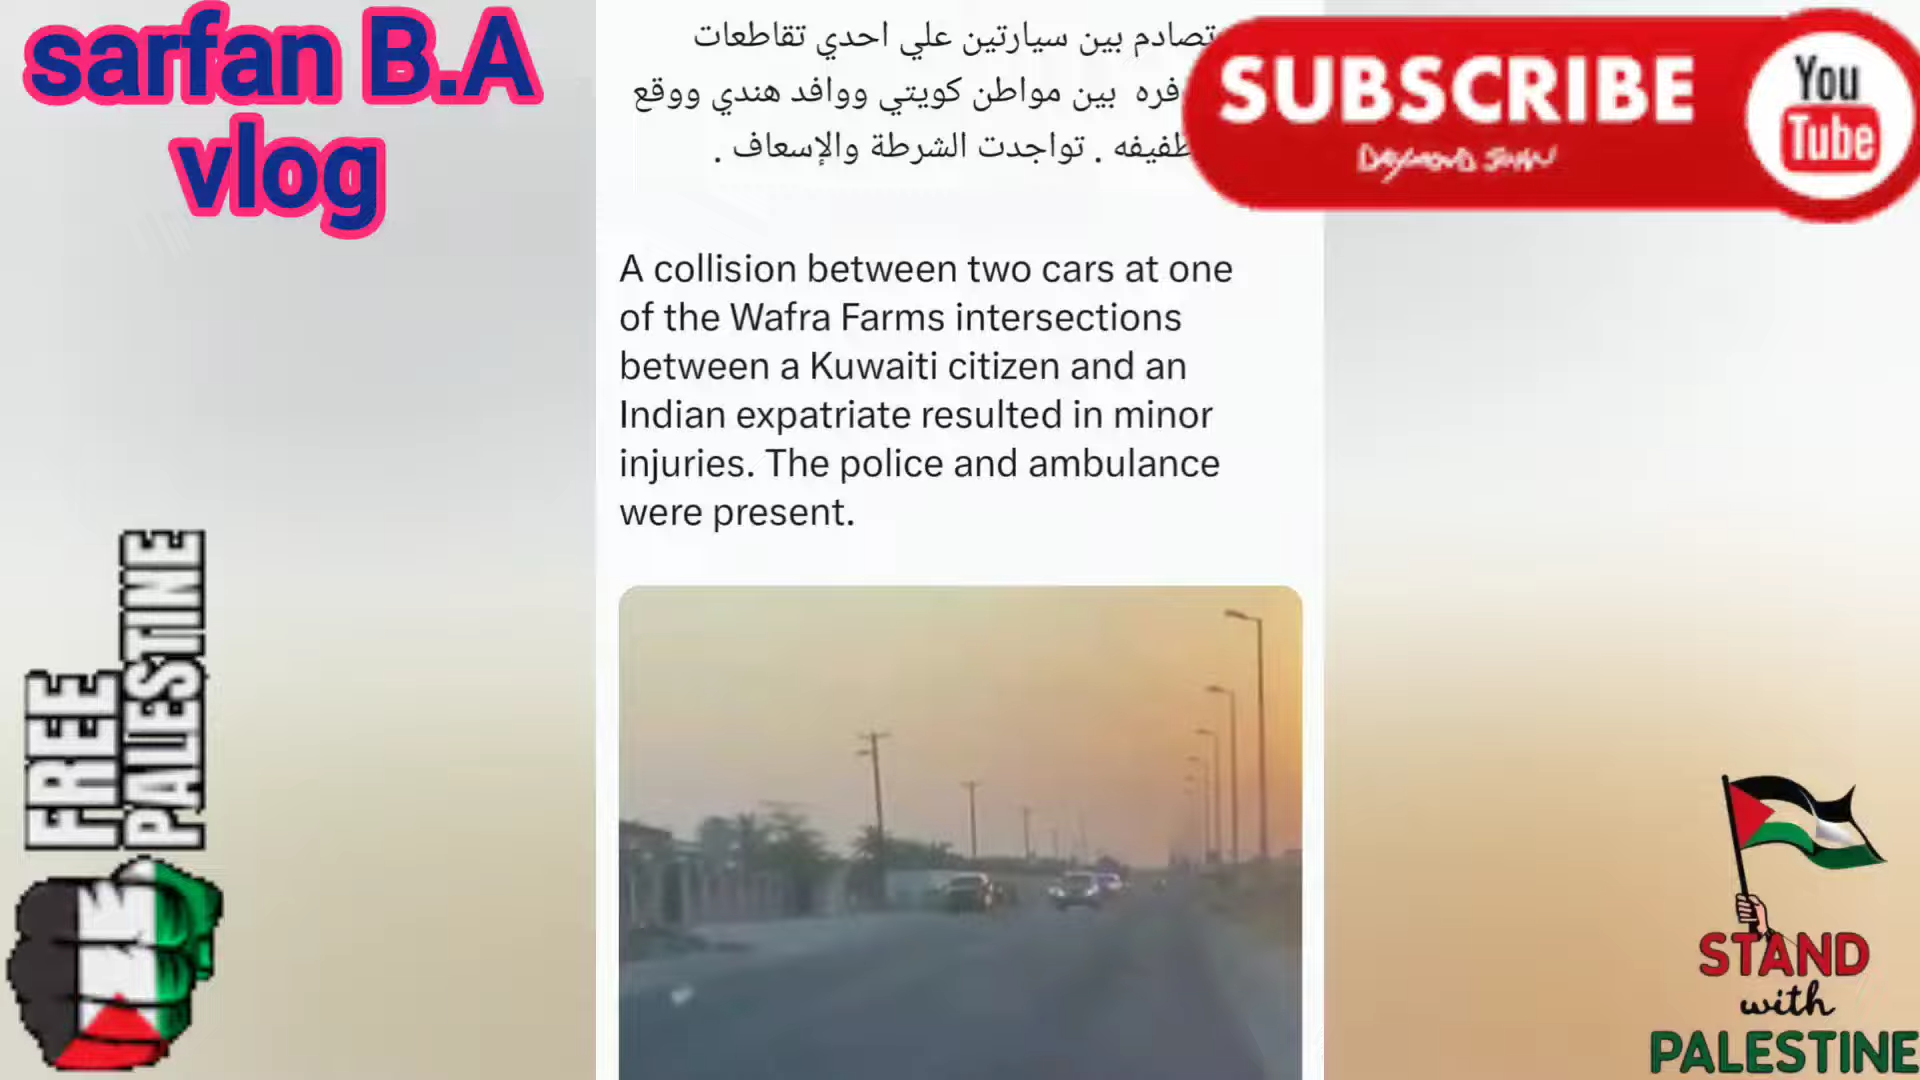 sarfan B.A
vlog
تصادم بين سيارتين علي احدي تقاطعات
بين مواطن كويتي ووافد هندي ووقع
تواجدت الشرطة والإسعاف .
SUBSCRIBE
You
Tube
A collision between two cars at one
of the Wafra Farms intersections
between a Kuwaiti citizen and an
Indian expatriate resulted in minor
injuries. The police and ambulance
were present.
FREE
PALESTINE
STAND
with
PALESTINE